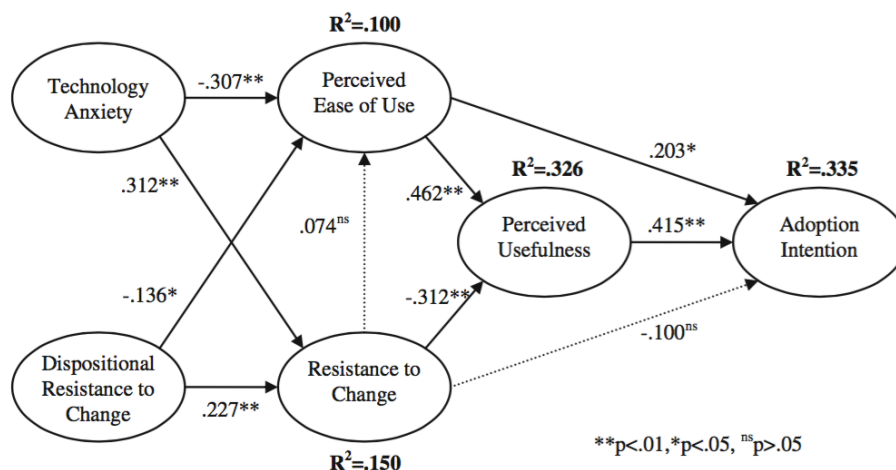 R²=.100
Technology
Anxiety
-.307**
Perceived
Ease of Use
.203*
.312**
R²=.326
R²=.335
.462**
.074ⁿˢ
Perceived
Usefulness
.415**
Adoption
Intention
-.136*
-.312**
-.100ⁿˢ
Dispositional
Resistance to
Change
.227**
Resistance to
Change
R²=.150
**p<.01,*p<.05, ⁿˢp>.05